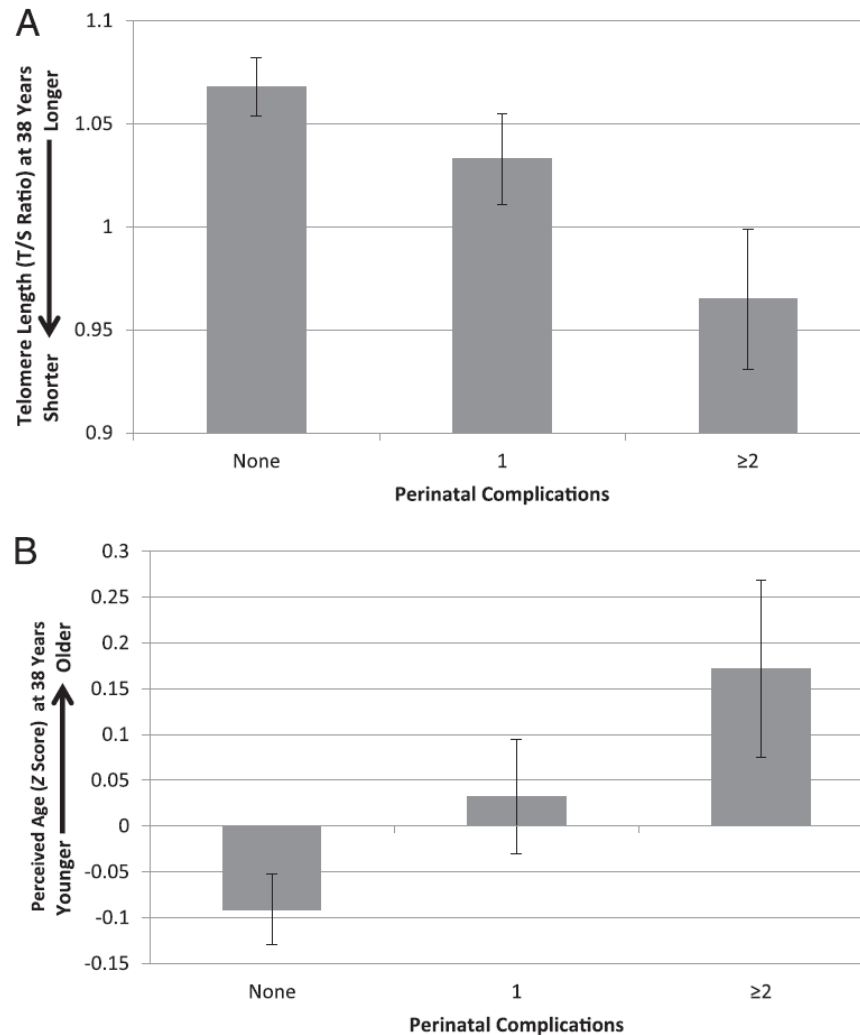 A
Telomere Length (T/S Ratio) at 38 Years
Shorter
Longer
1.1
1.05
1
0.95
0.9
None
1
≥2
Perinatal Complications
B
Perceived Age (Z Score) at 38 Years
Younger
Older
0.3
0.25
0.2
0.15
0.1
0.05
0
-0.05
-0.1
-0.15
None
1
≥2
Perinatal Complications